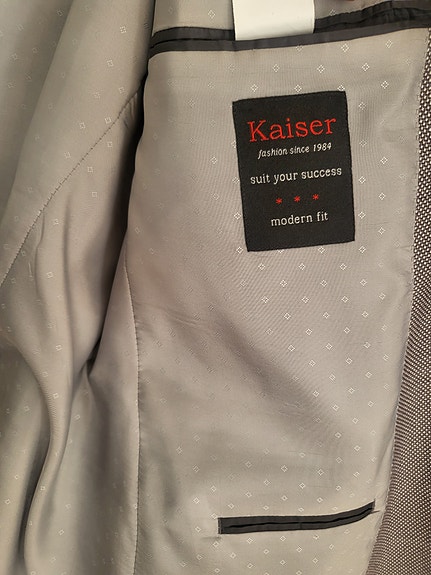 Kaiser
fashion since 1984
suit your success
* * *
modern fit